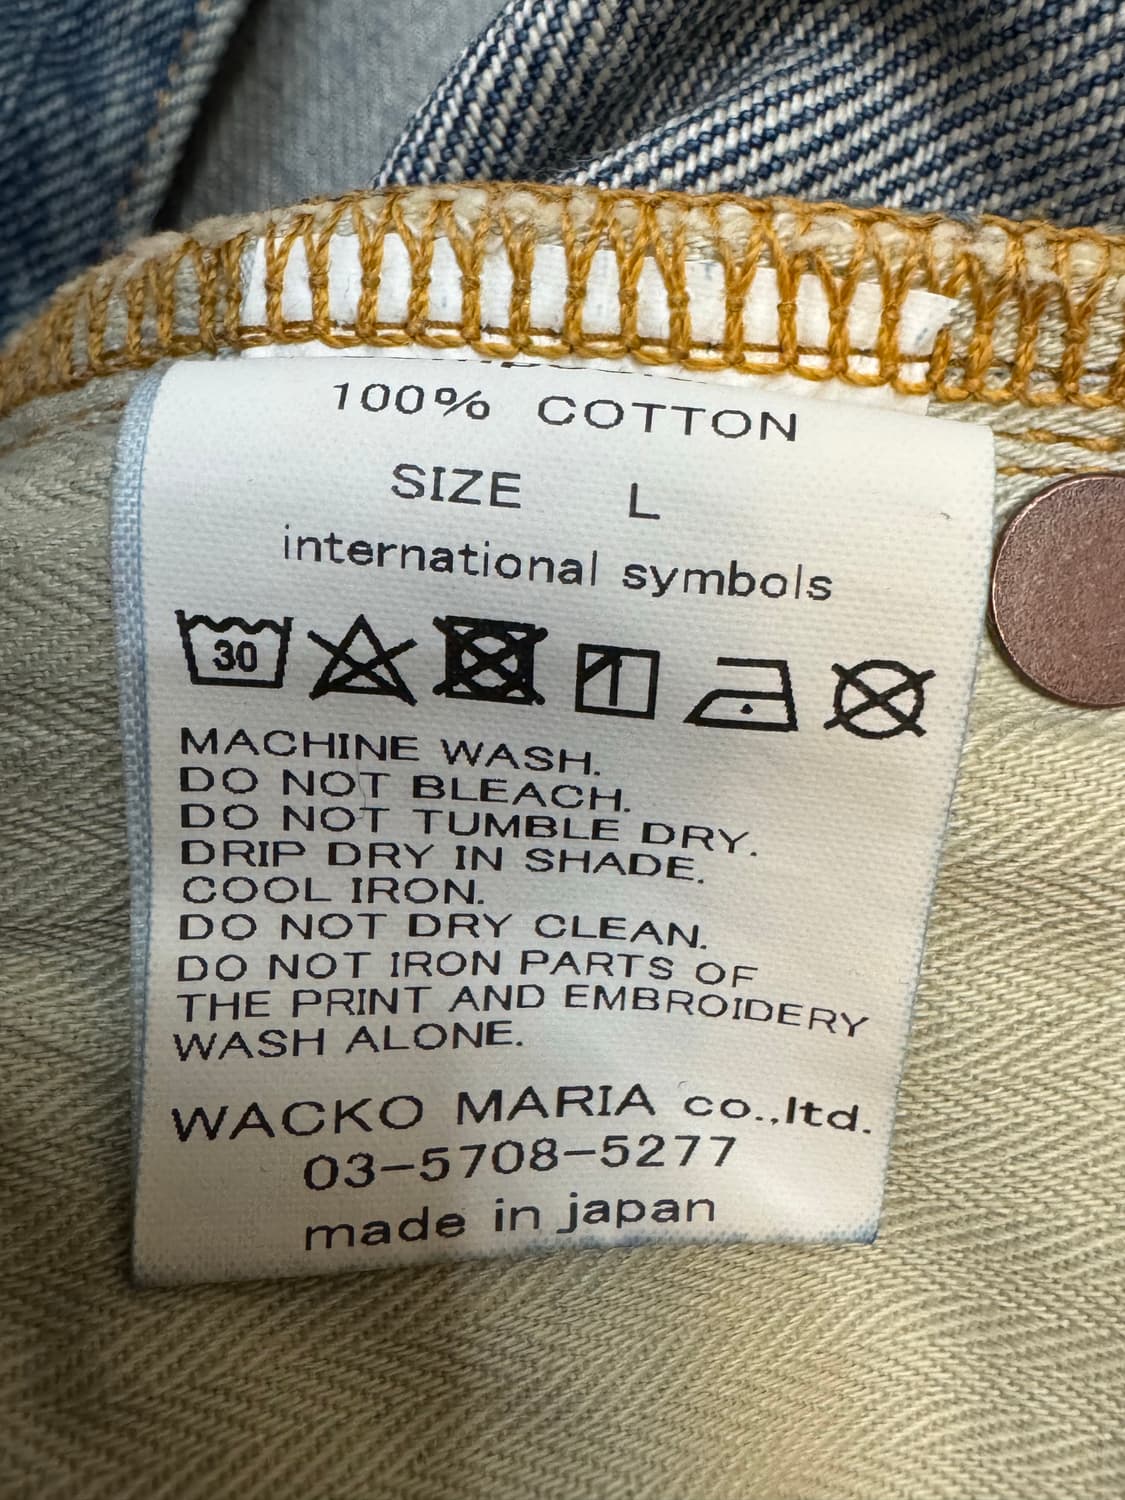 100% COTTON
SIZE L
international symbols
30
MACHINE WASH.
DO NOT BLEACH.
DO NOT TUMBLE DRY.
DRIP DRY IN SHADE.
COOL IRON.
DO NOT DRY CLEAN.
DO NOT IRON PARTS OF
THE PRINT AND EMBROIDERY
WASH ALONE.
WACKO MARIA co.,ltd.
03-5708-5277
made in japan